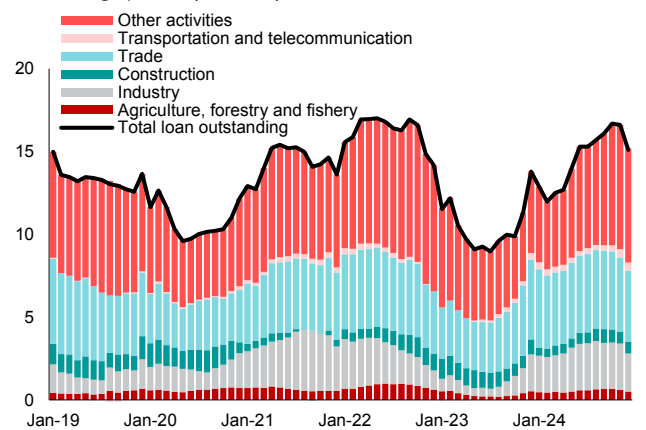 Other activities
Transportation and telecommunication
Trade
Construction
Industry
Agriculture, forestry and fishery
Total loan outstanding
20
15
10
5
0
Jan-19 Jan-20 Jan-21 Jan-22 Jan-23 Jan-24